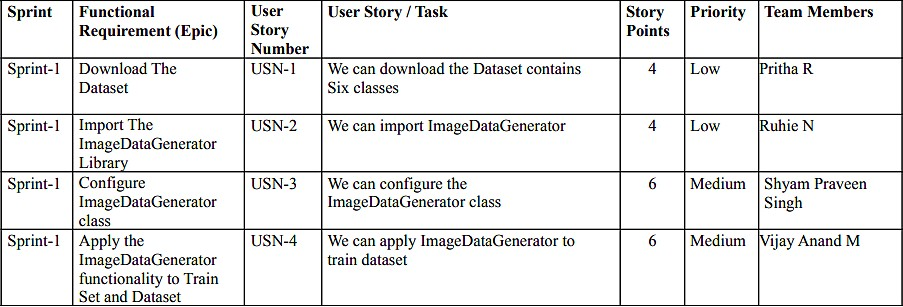 Sprint Functional Requirement (Epic) User Story Number User Story / Task Story Points Priority Team Members
Sprint-1 Download The Dataset USN-1 We can download the Dataset contains Six classes 4 Low Pritha R
Sprint-1 Import The ImageDataGenerator Library USN-2 We can import ImageDataGenerator 4 Low Ruhie N
Sprint-1 Configure ImageDataGenerator class USN-3 We can configure the ImageDataGenerator class 6 Medium Shyam Praveen Singh
Sprint-1 Apply the ImageDataGenerator functionality to Train Set and Dataset USN-4 We can apply ImageDataGenerator to train dataset 6 Medium Vijay Anand M